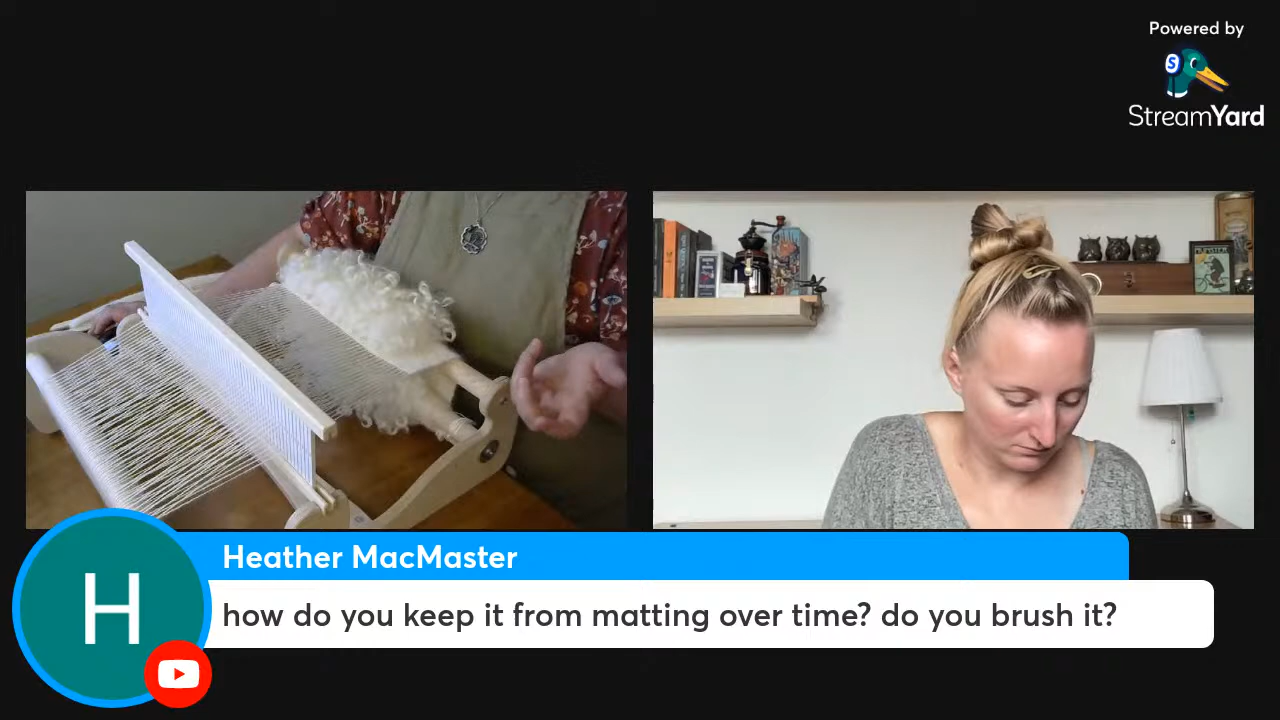 Powered by
S
StreamYard
H
Heather MacMaster
how do you keep it from matting over time? do you brush it?